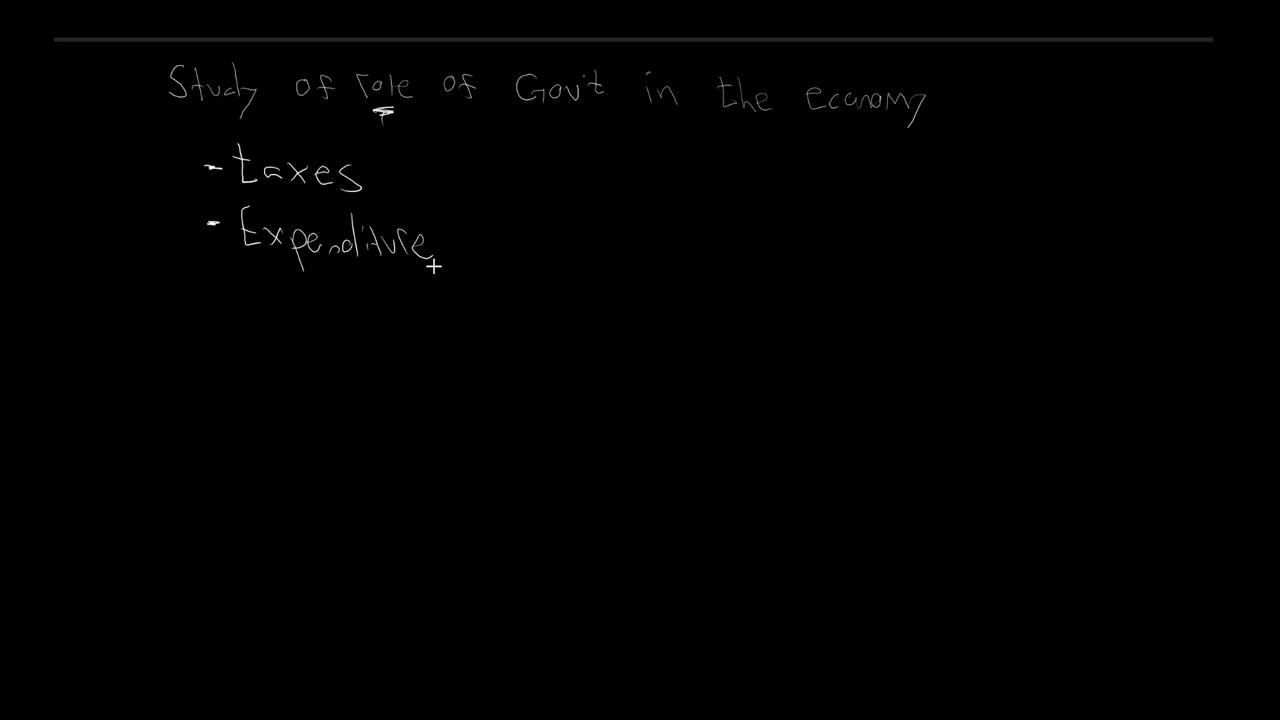 Study of role of Gov't in the economy
- taxes
- Expenditure